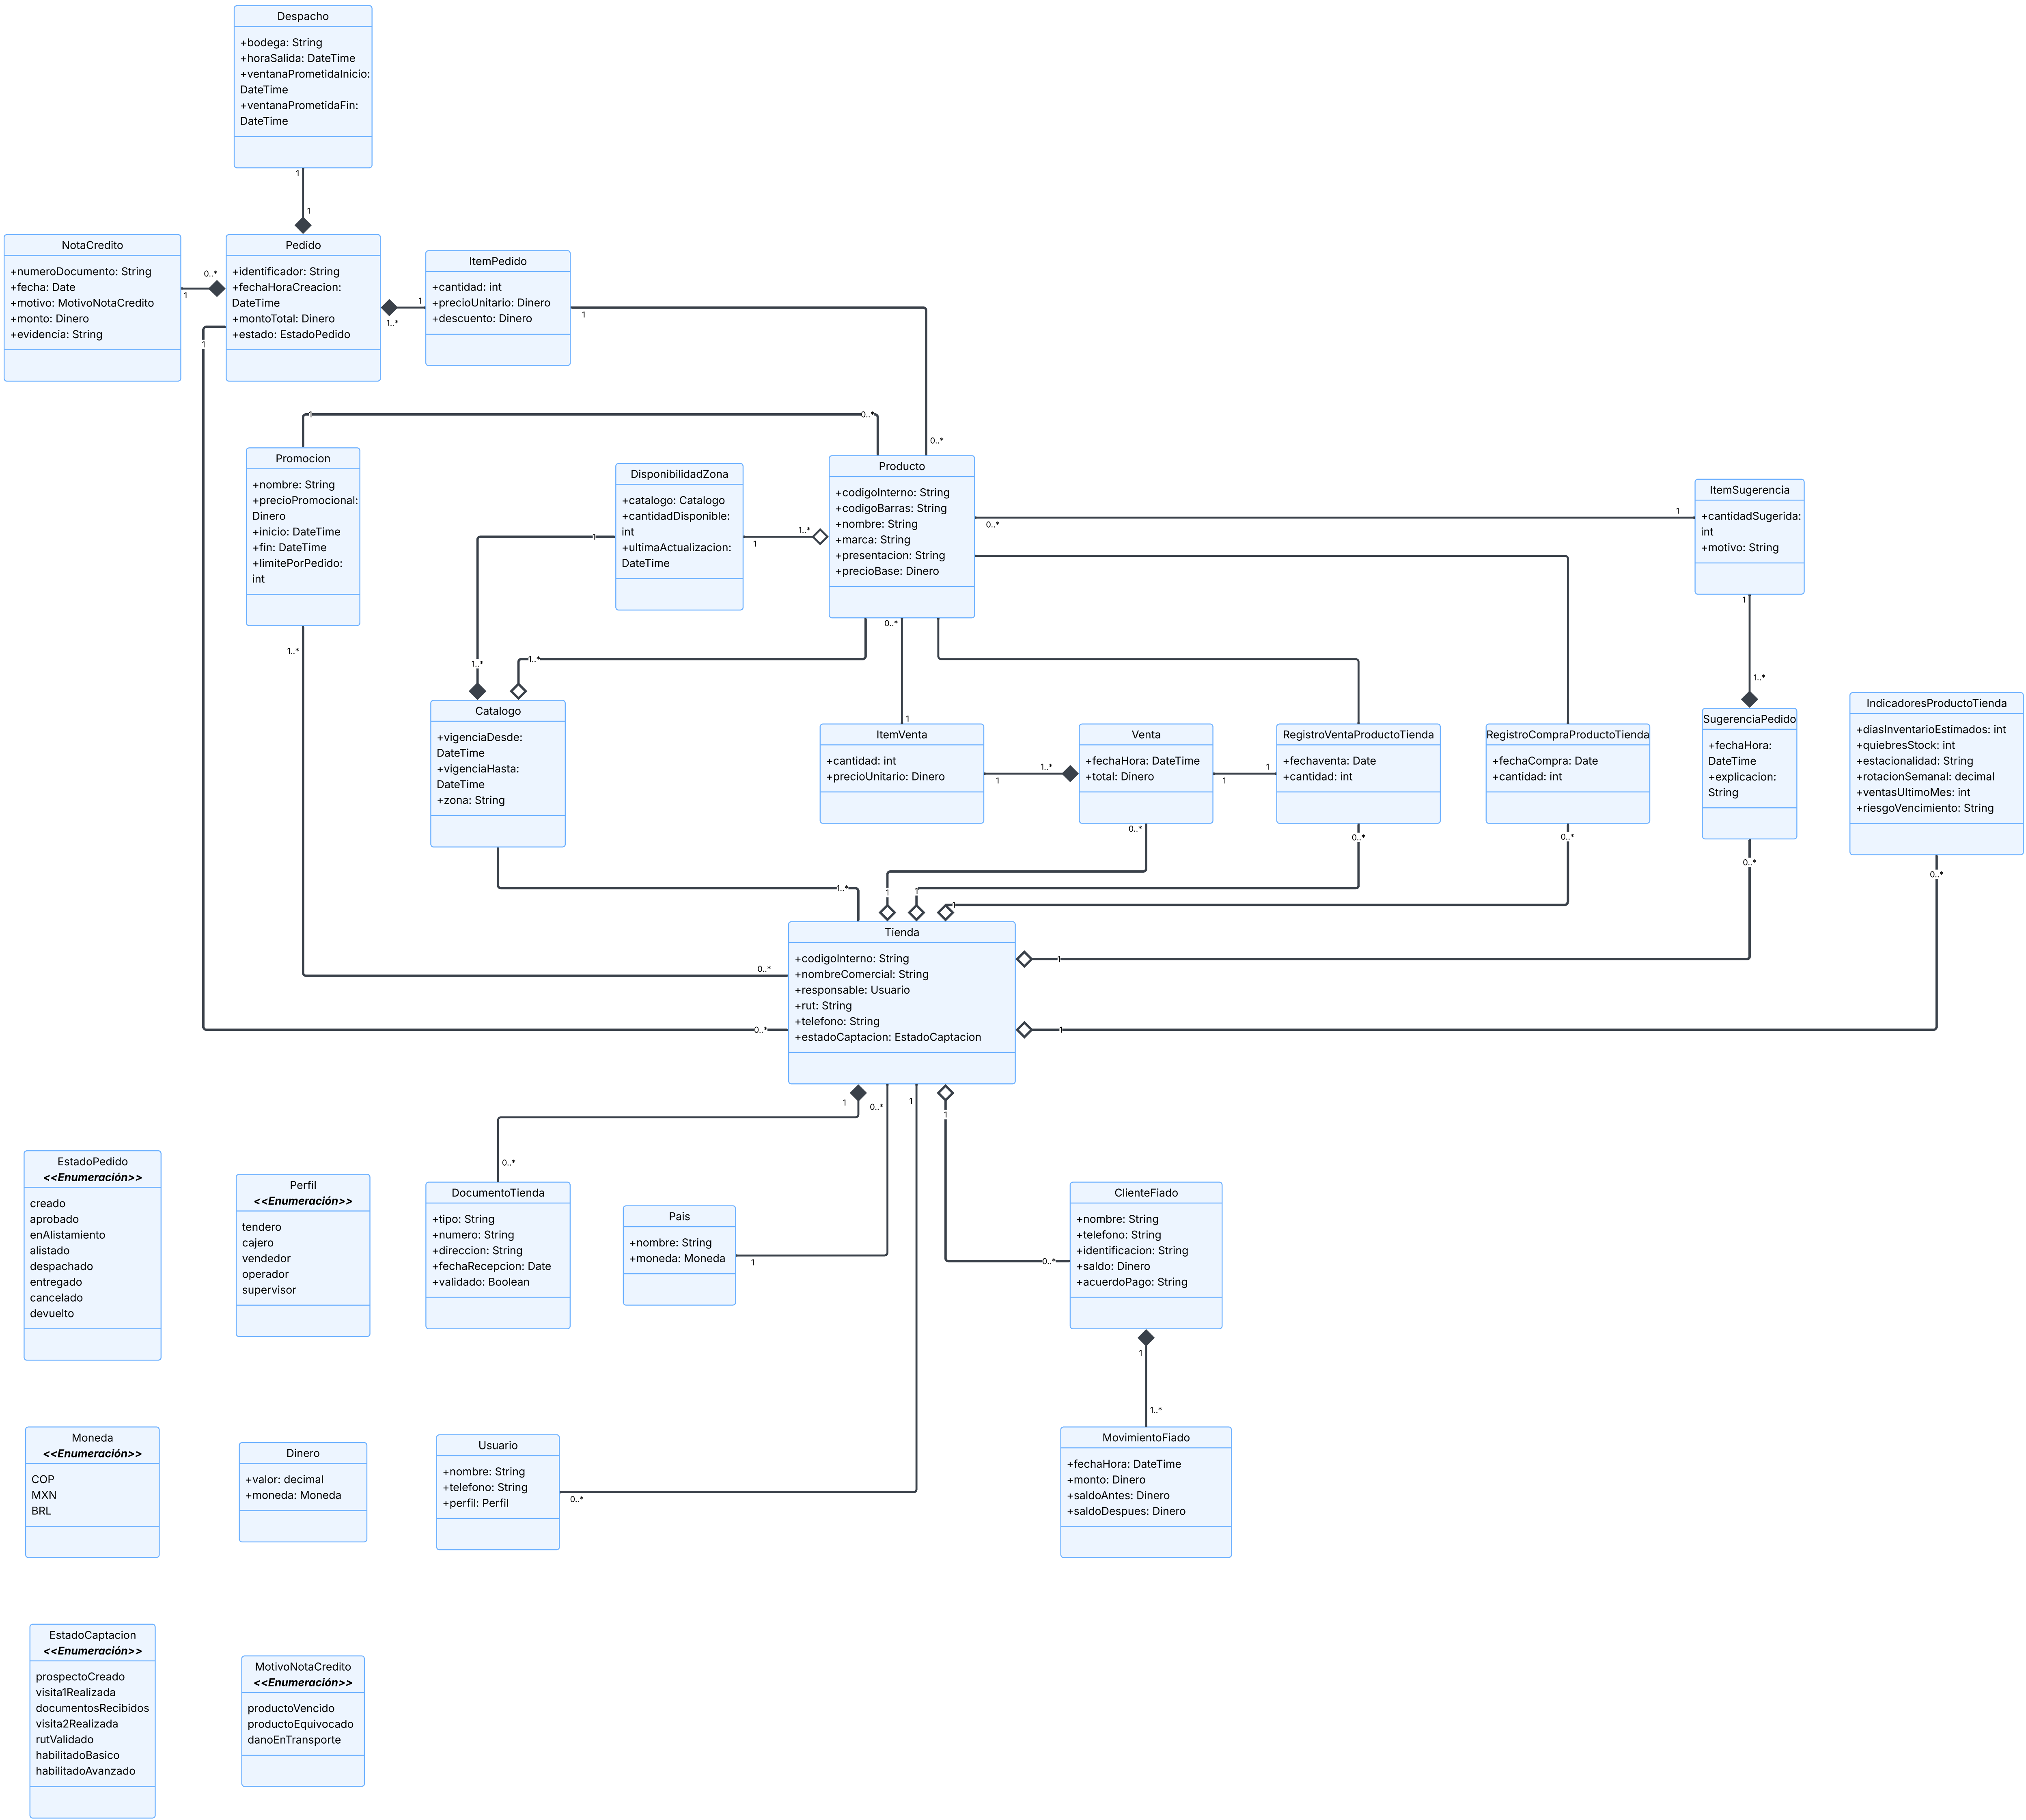 Despacho
+bodega: String
+horaSalida: DateTime
+ventanaPrometidaInicio:
DateTime
+ventanaPrometidaFin:
DateTime
1
1
NotaCredito
+numeroDocumento: String
+fecha: Date
+motivo: MotivoNotaCredito
+monto: Dinero
+evidencia: String
0..*
1
Pedido
+identificador: String
+fechaHoraCreacion:
DateTime
+montoTotal: Dinero
+estado: EstadoPedido
1
1..*
1
ItemPedido
+cantidad: int
+precioUnitario: Dinero
+descuento: Dinero
1
0..*
1
0..*
Promocion
+nombre: String
+precioPromocional:
Dinero
+inicio: DateTime
+fin: DateTime
+limitePorPedido:
int
1..*
DisponibilidadZona
+catalogo: Catalogo
+cantidadDisponible:
int
+ultimaActualizacion:
DateTime
1
1
1..*
Producto
+codigoInterno: String
+codigoBarras: String
+nombre: String
+marca: String
+presentacion: String
+precioBase: Dinero
0..*
0..*
1
ItemSugerencia
+cantidadSugerida:
int
+motivo: String
1
1..*
1..*
1..*
Catalogo
+vigenciaDesde:
DateTime
+vigenciaHasta:
DateTime
+zona: String
1
ItemVenta
+cantidad: int
+precioUnitario: Dinero
1
1..*
Venta
+fechaHora: DateTime
+total: Dinero
1
1
0..*
RegistroVentaProductoTienda
+fechaventa: Date
+cantidad: int
0..*
RegistroCompraProductoTienda
+fechaCompra: Date
+cantidad: int
0..*
SugerenciaPedido
+fechaHora:
DateTime
+explicacion:
String
0..*
IndicadoresProductoTienda
+diasInventarioEstimados: int
+quiebresStock: int
+estacionalidad: String
+rotacionSemanal: decimal
+ventasUltimoMes: int
+riesgoVencimiento: String
0..*
1..*
1
1
1
Tienda
+codigoInterno: String
+nombreComercial: String
+responsable: Usuario
+rut: String
+telefono: String
+estadoCaptacion: EstadoCaptacion
0..*
0..*
1
1
1
0..*
1
1
EstadoPedido
<<Enumeración>>
creado
aprobado
enAlistamiento
alistado
despachado
entregado
cancelado
devuelto
Perfil
<<Enumeración>>
tendero
cajero
vendedor
operador
supervisor
0..*
DocumentoTienda
+tipo: String
+numero: String
+direccion: String
+fechaRecepcion: Date
+validado: Boolean
Pais
+nombre: String
+moneda: Moneda
1
0..*
ClienteFiado
+nombre: String
+telefono: String
+identificacion: String
+saldo: Dinero
+acuerdoPago: String
1
1..*
Moneda
<<Enumeración>>
COP
MXN
BRL
Dinero
+valor: decimal
+moneda: Moneda
Usuario
+nombre: String
+telefono: String
+perfil: Perfil
0..*
MovimientoFiado
+fechaHora: DateTime
+monto: Dinero
+saldoAntes: Dinero
+saldoDespues: Dinero
EstadoCaptacion
<<Enumeración>>
prospectoCreado
visita1Realizada
documentosRecibidos
visita2Realizada
rutValidado
habilitadoBasico
habilitadoAvanzado
MotivoNotaCredito
<<Enumeración>>
productoVencido
productoEquivocado
danoEnTransporte